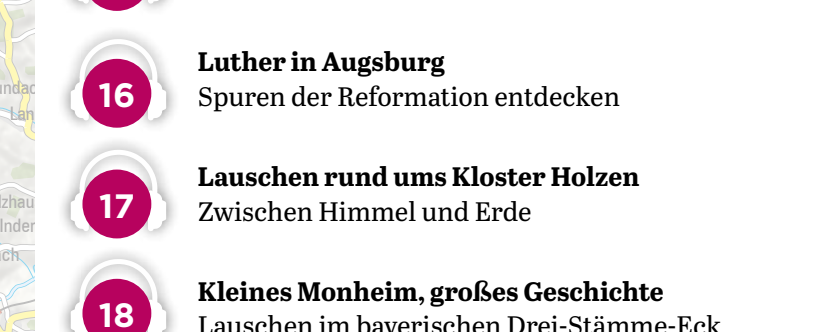 16
Luther in Augsburg
Spuren der Reformation entdecken
17
Lauschen rund ums Kloster Holzen
Zwischen Himmel und Erde
18
Kleines Monheim, großes Geschichte
Lauschen im bayerischen Drei-Stämme-Eck